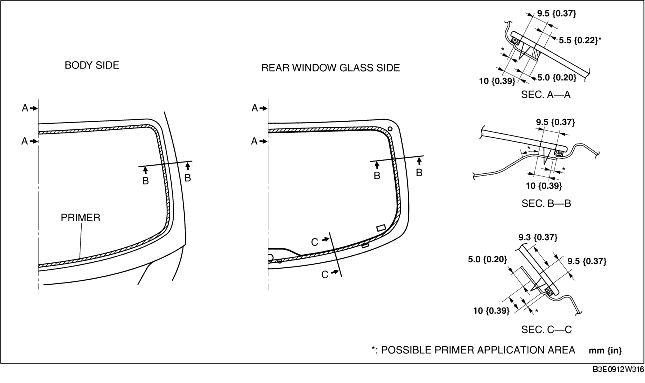 9.5 {0.37}
5.5 {0.22}*
*
10 {0.39}
5.0 {0.20}
SEC. A—A
BODY SIDE
REAR WINDOW GLASS SIDE
A
A
A
A
9.5 {0.37}
*
*
10 {0.39}
SEC. B—B
B
B
B
B
PRIMER
C
C
9.3 {0.37}
5.0 {0.20}
9.5 {0.37}
10 {0.39}
*
SEC. C—C
*: POSSIBLE PRIMER APPLICATION AREA mm {in}
B3E0912W316